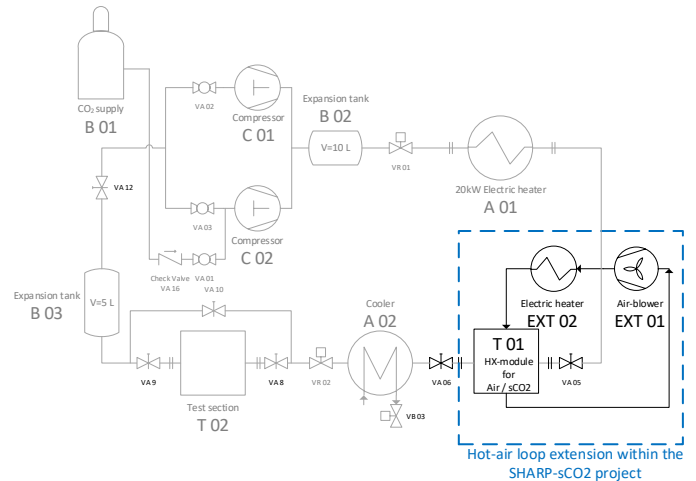 CO₂ supply
B 01
VA 02
Compressor
C 01
Expansion tank
B 02
V=10 L
VR 01
20kW Electric heater
A 01
VA 12
VA 03
Compressor
C 02
Check Valve
VA 16
VA 01
VA 10
Expansion tank
B 03
V=5 L
VA 9
Test section
T 02
VA 8
VR 02
Cooler
A 02
VB 03
VA 06
Electric heater
EXT 02
Air-blower
EXT 01
T 01
HX-module
for
Air / sCO2
VA 05
Hot-air loop extension within the
SHARP-sCO2 project